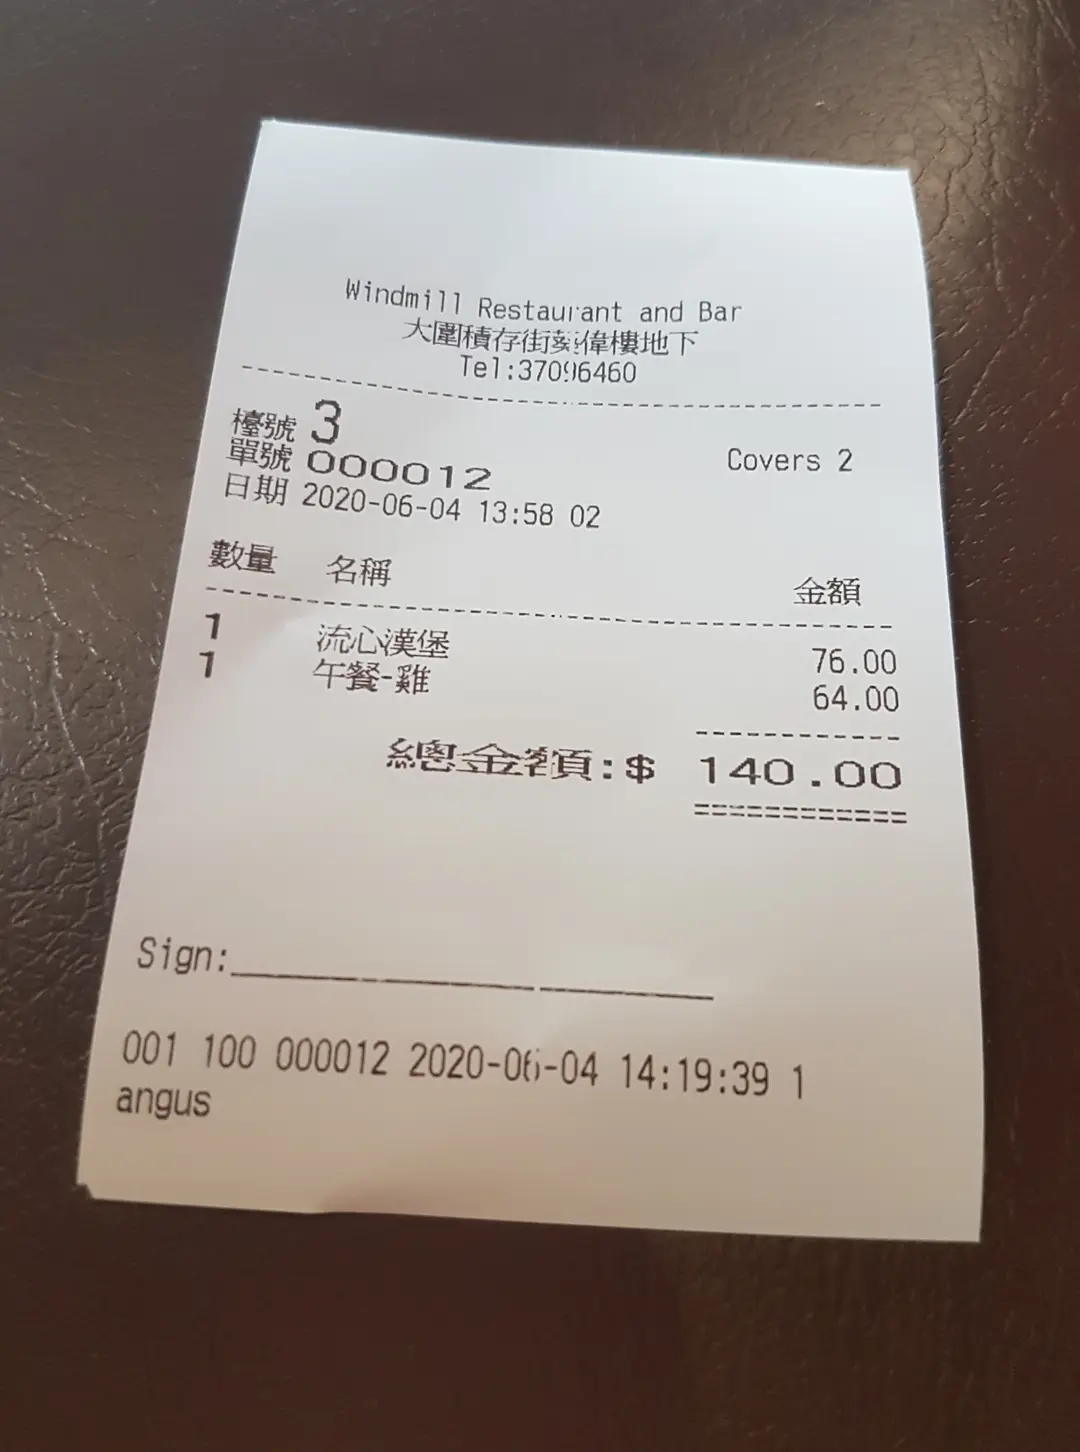 Windmill Restaurant and Bar
大圍積存街葵偉樓地下
Tel:37096460
檯號 3
單號 000012 Covers 2
日期 2020-06-04 13:58 02
數量 名稱 金額
1 流心漢堡 76.00
1 午餐-雞 64.00
總金額:$ 140.00
Sign:
001 100 000012 2020-06-04 14:19:39 1
angus